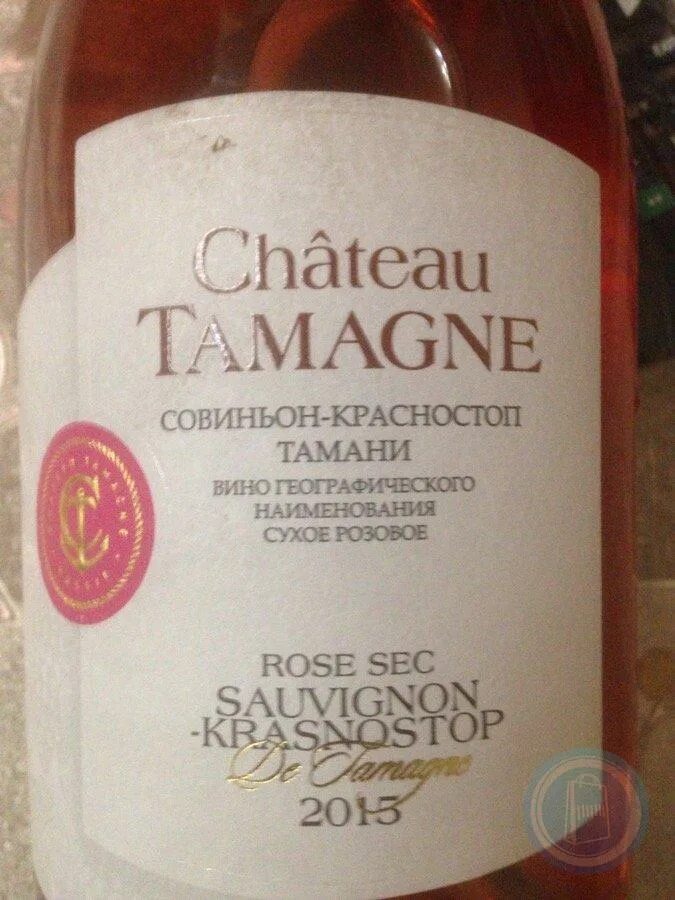 Château
TAMAGNE
СОВИНЬОН-КРАСНОСТОП
ТАМАНИ
ВИНО ГЕОГРАФИЧЕСКОГО
НАИМЕНОВАНИЯ
СУХОЕ РОЗОВОЕ
ROSE SEC
SAUVIGNON
-KRASNOSTOP
De Tamagne
2015